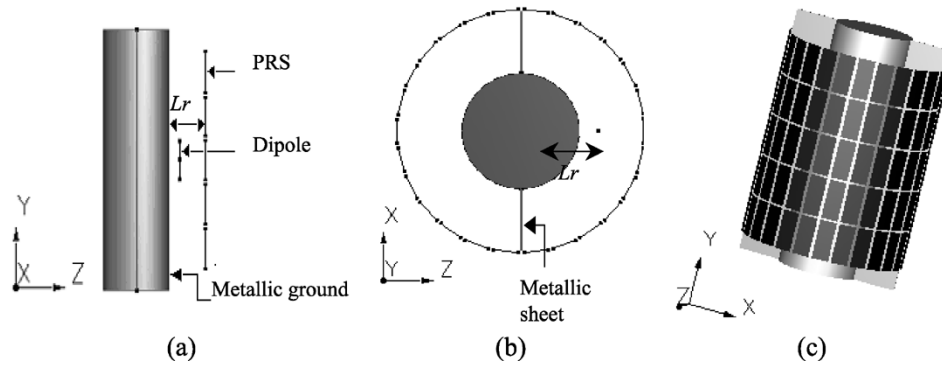 PRS
Lr
Dipole
Y
X
Z
Metallic ground
(a)
Lr
X
Y
Z
Metallic
sheet
(b)
Y
Z
X
(c)